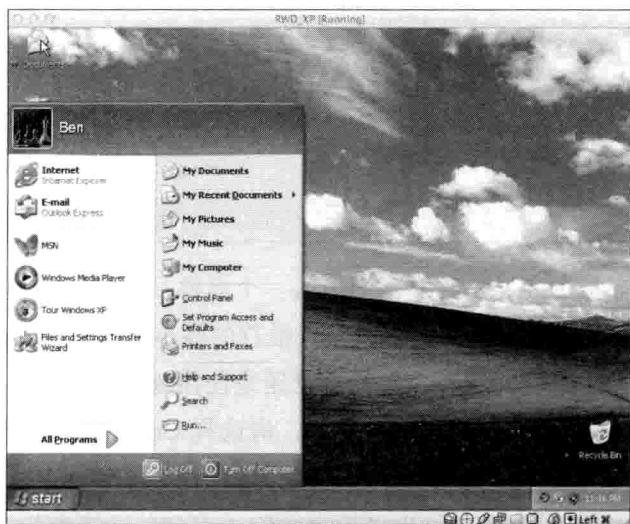 RWD_XP [Running]
My Documents
Ben
Internet
Internet Explorer
E-mail
Outlook Express
MSN
Windows Media Player
Tour Windows XP
Files and Settings Transfer
Wizard
All Programs
My Documents
My Recent Documents
My Pictures
My Music
My Computer
Control Panel
Set Program Access and
Defaults
Printers and Faxes
Help and Support
Search
Run...
Log Off
Turn Off Computer
Recycle Bin
start
PM
Left ⌘